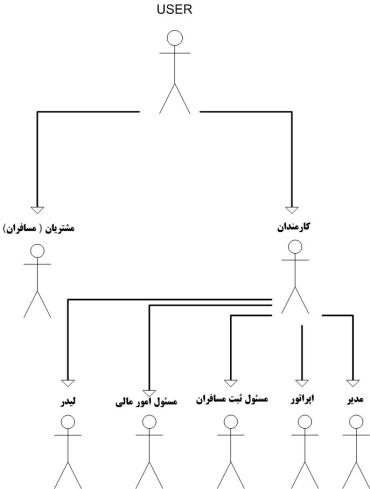 USER
مشتریان ( مسافران)
کارمندان
لیدر
مسئول امور مالی
مسئول ثبت مسافران
اپراتور
مدیر